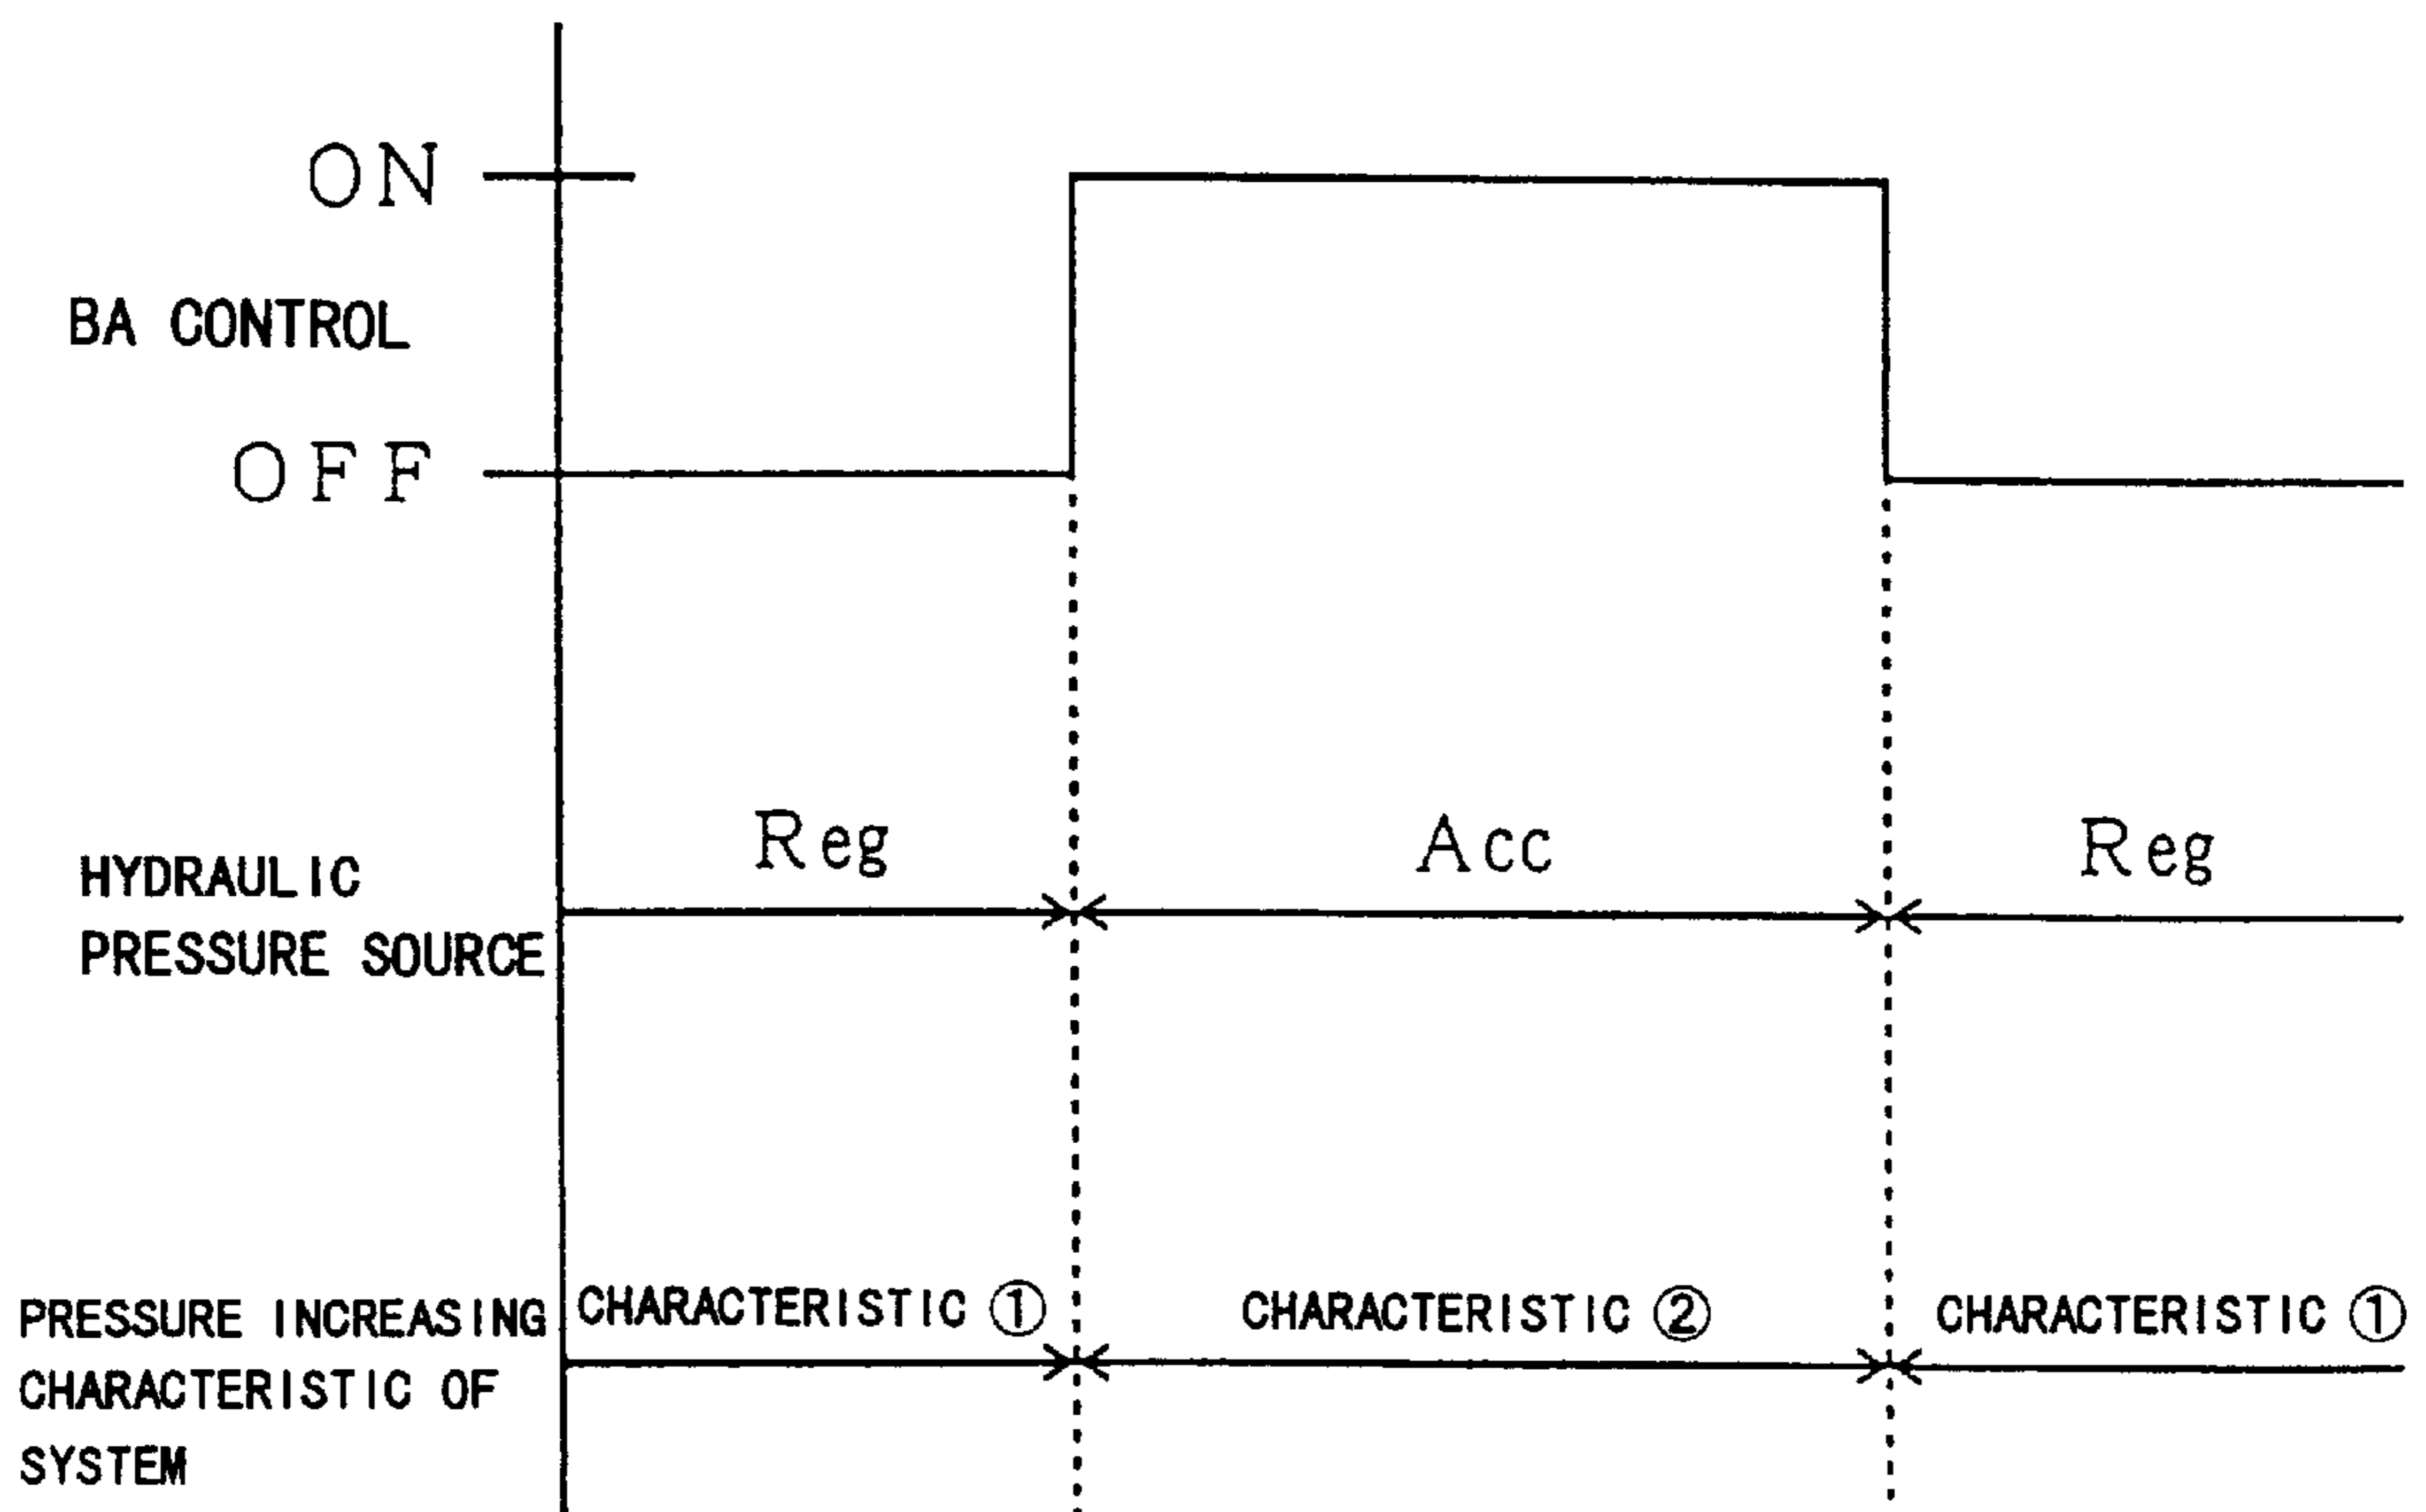 ON
BA CONTROL
OFF
Reg Acc Reg
HYDRAULIC
PRESSURE SOURCE
CHARACTERISTIC ① CHARACTERISTIC ② CHARACTERISTIC ①
PRESSURE INCREASING
CHARACTERISTIC OF
SYSTEM